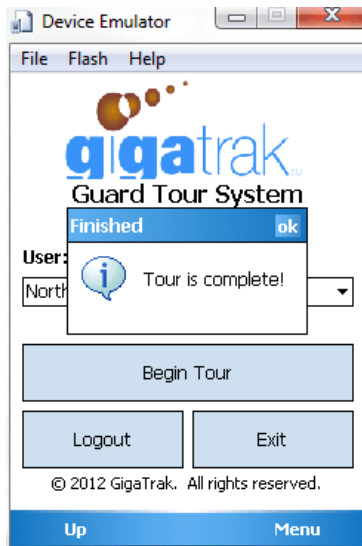 Device Emulator
File Flash Help
gigatrak
Guard Tour System
Finished ok
User:
Tour is complete!
North
Begin Tour
Logout Exit
© 2012 GigaTrak. All rights reserved.
Up Menu